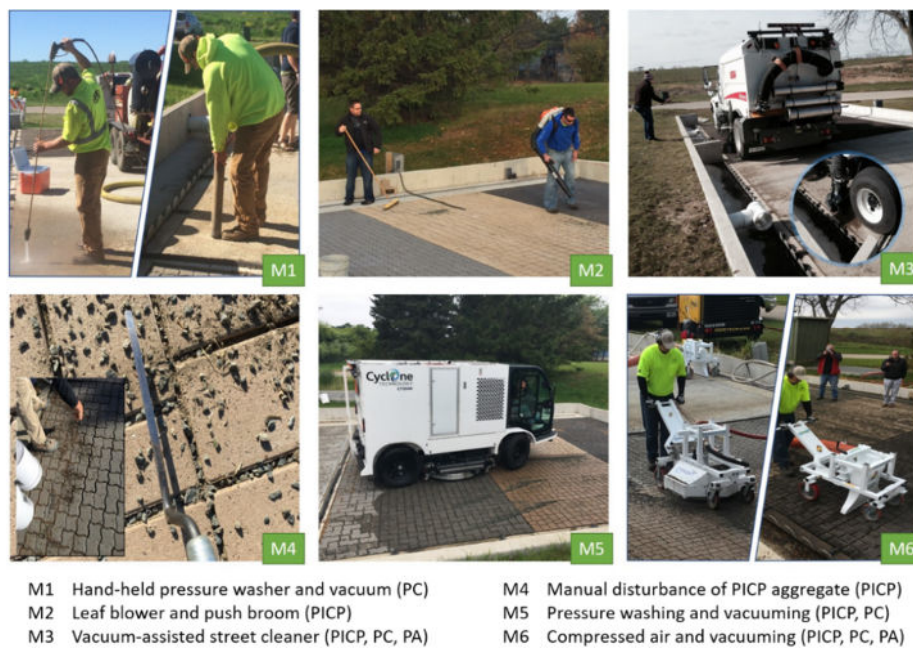 M1
M2
M3
Cyclone
TECHNOLOGY
M4
M5
M6
M1 Hand-held pressure washer and vacuum (PC)
M2 Leaf blower and push broom (PICP)
M3 Vacuum-assisted street cleaner (PICP, PC, PA)
M4 Manual disturbance of PICP aggregate (PICP)
M5 Pressure washing and vacuuming (PICP, PC)
M6 Compressed air and vacuuming (PICP, PC, PA)